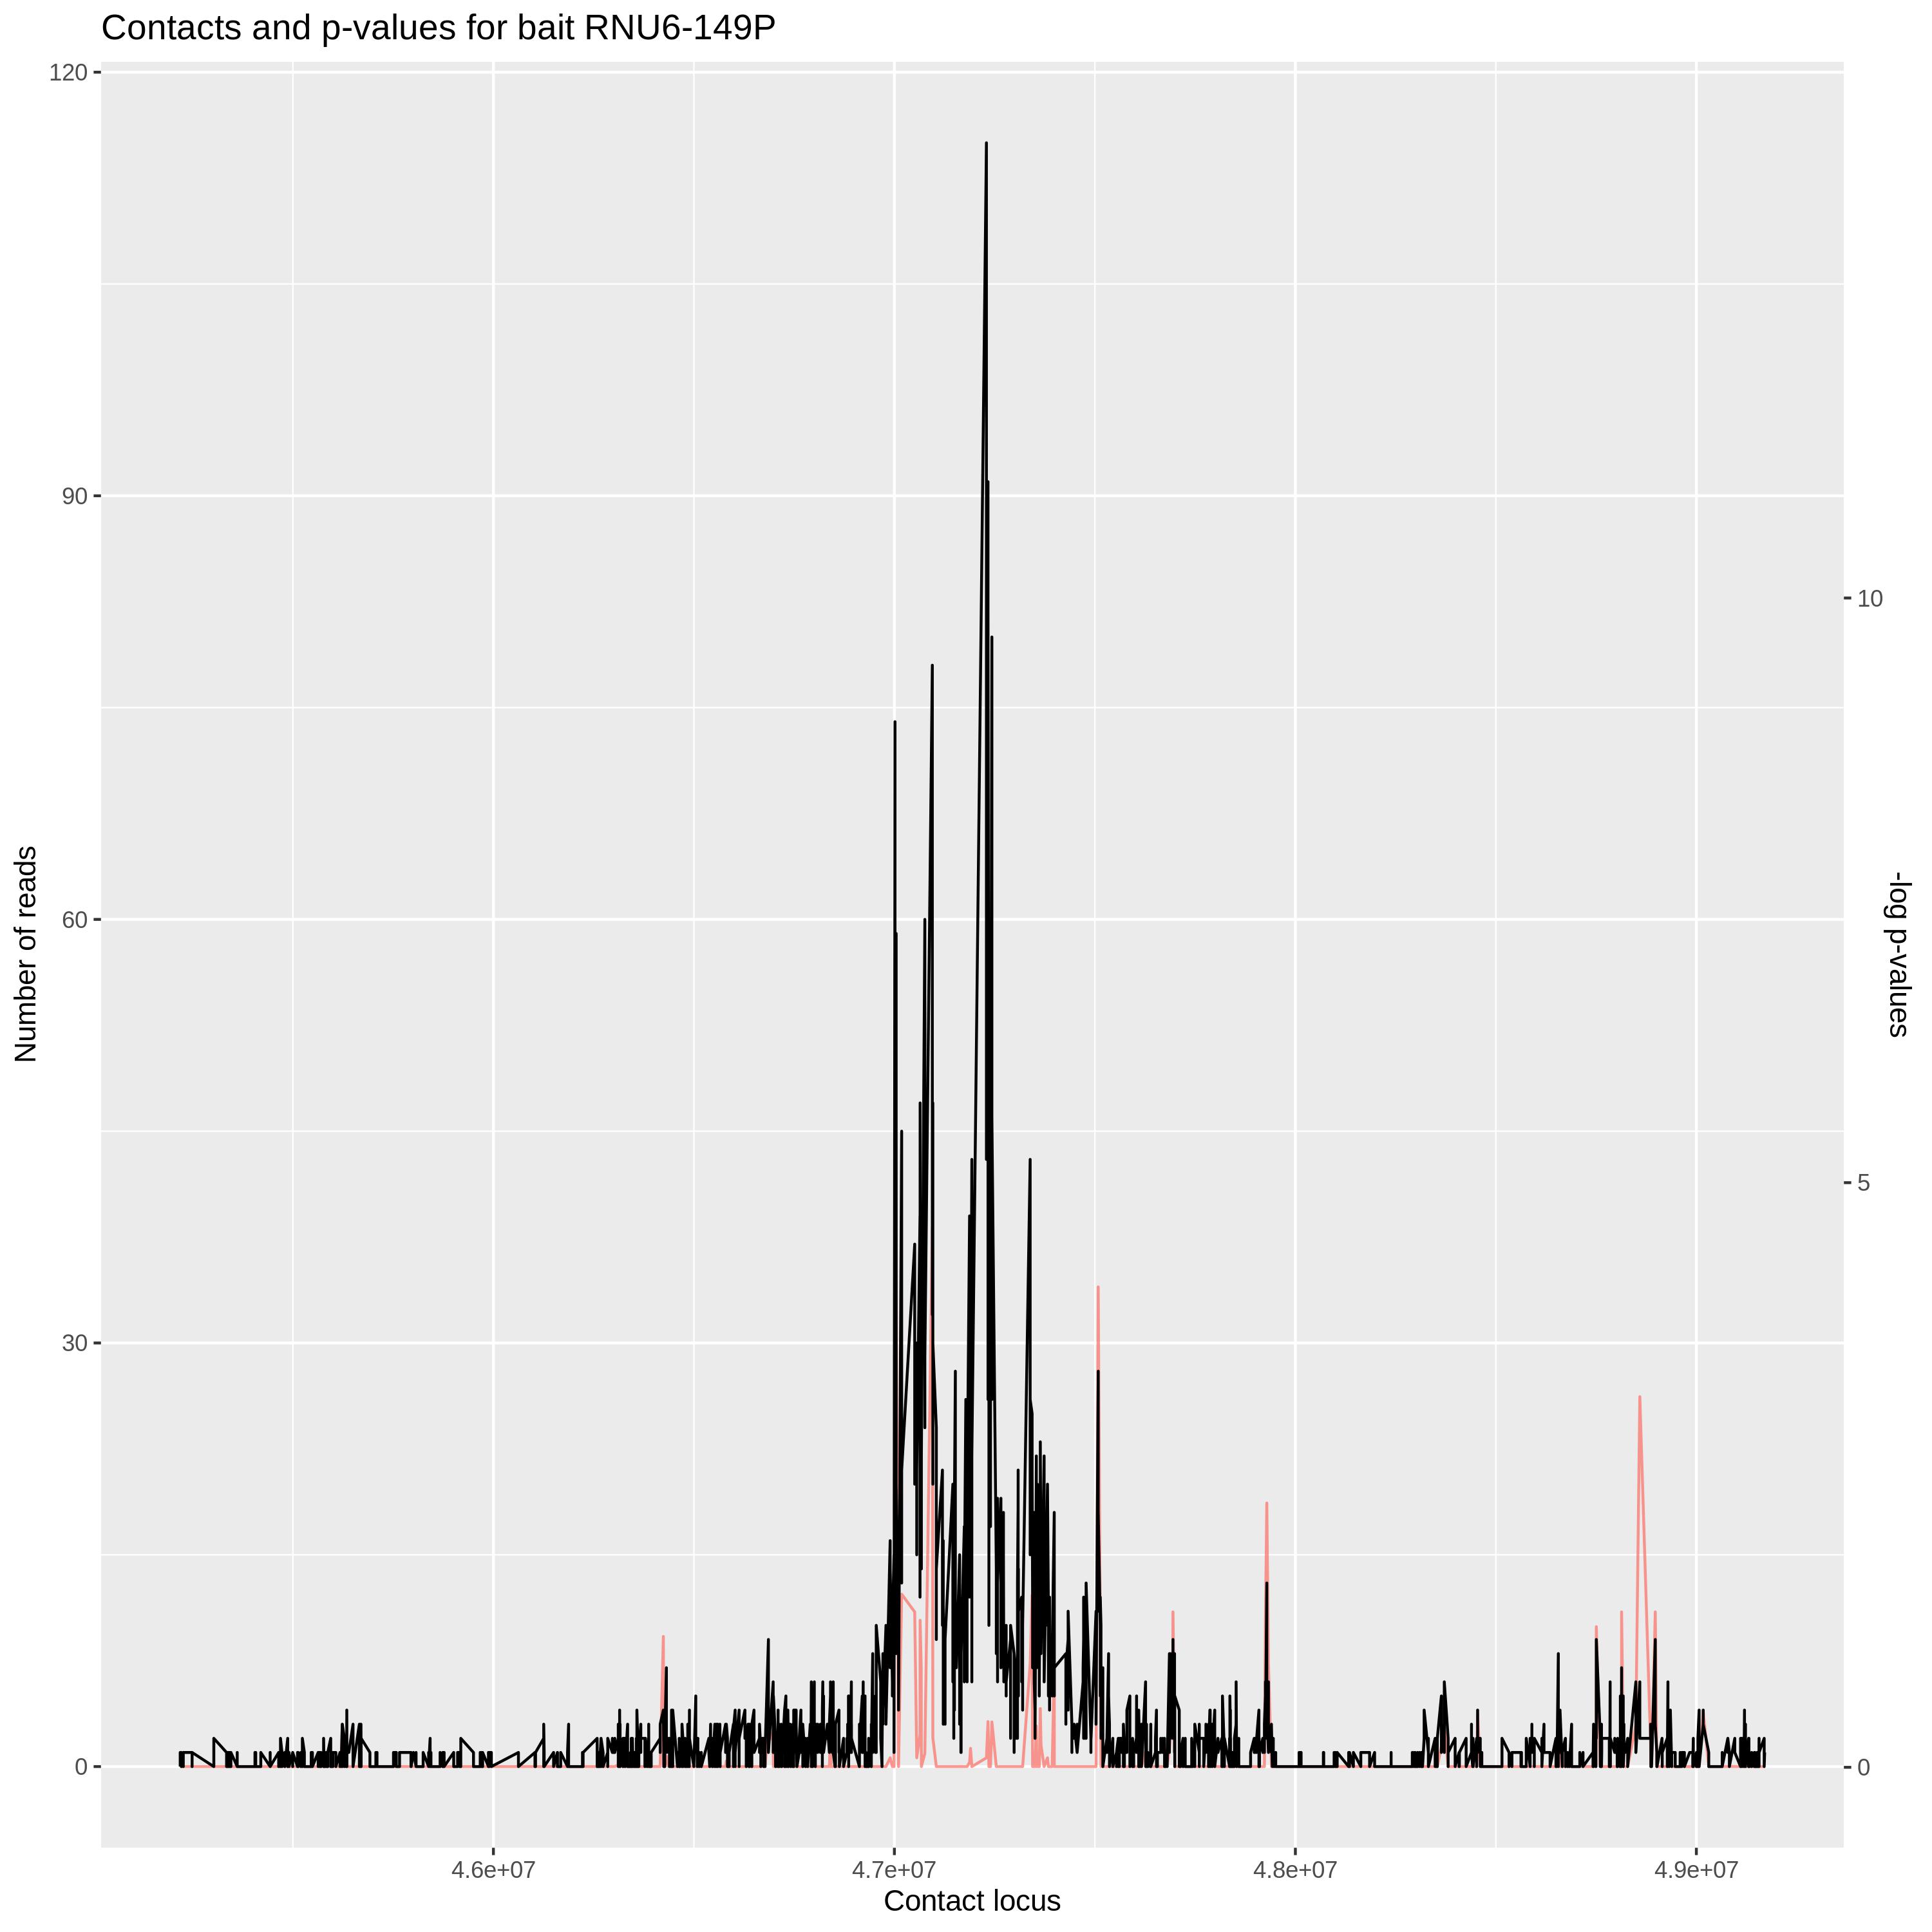 Contacts and p-values for bait RNU6-149P
120
90
60
30
0
Number of reads
10
5
0
-log p-values
4.6e+07
4.7e+07
4.8e+07
4.9e+07
Contact locus